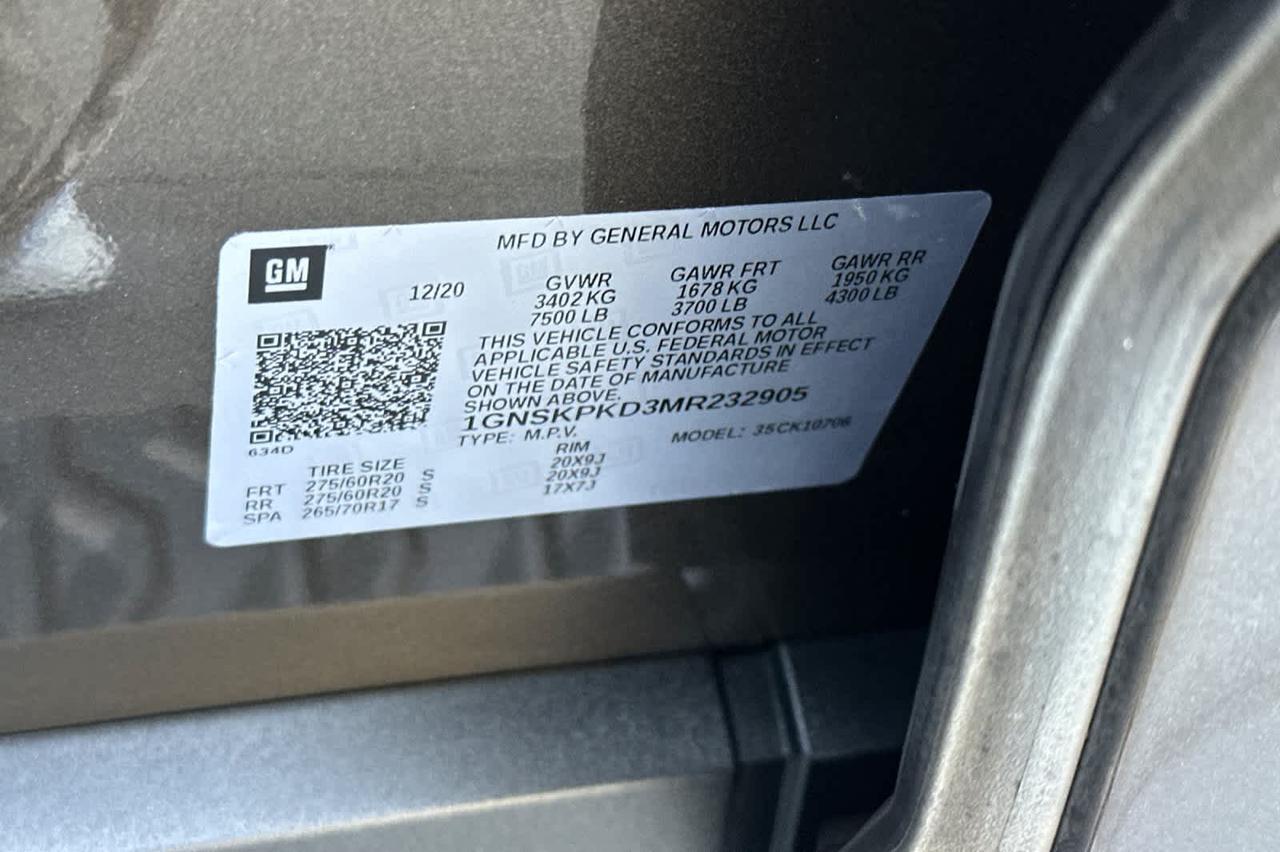 MFD BY GENERAL MOTORS LLC
GM
12/20
GVWR GAWR FRT GAWR RR
3402 KG 1678 KG 1950 KG
7500 LB 3700 LB 4300 LB
THIS VEHICLE CONFORMS TO ALL
APPLICABLE U.S. FEDERAL MOTOR
VEHICLE SAFETY STANDARDS IN EFFECT
ON THE DATE OF MANUFACTURE
SHOWN ABOVE.
1GNSKPKD3MR232905
TYPE: M.P.V. MODEL: 35CK10706
634D
TIRE SIZE RIM
FRT 275/60R20 S 20X9J
RR 275/60R20 S 20X9J
SPA 265/70R17 S 17X7J